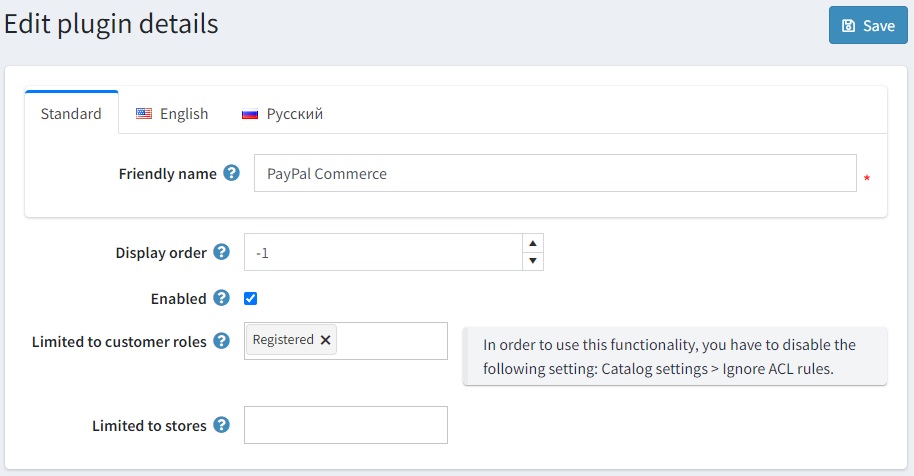 Edit plugin details
Save
Standard English Русский
Friendly name ? PayPal Commerce *
Display order ? -1
Enabled ?
Limited to customer roles ? Registered ×
In order to use this functionality, you have to disable the
following setting: Catalog settings > Ignore ACL rules.
Limited to stores ?